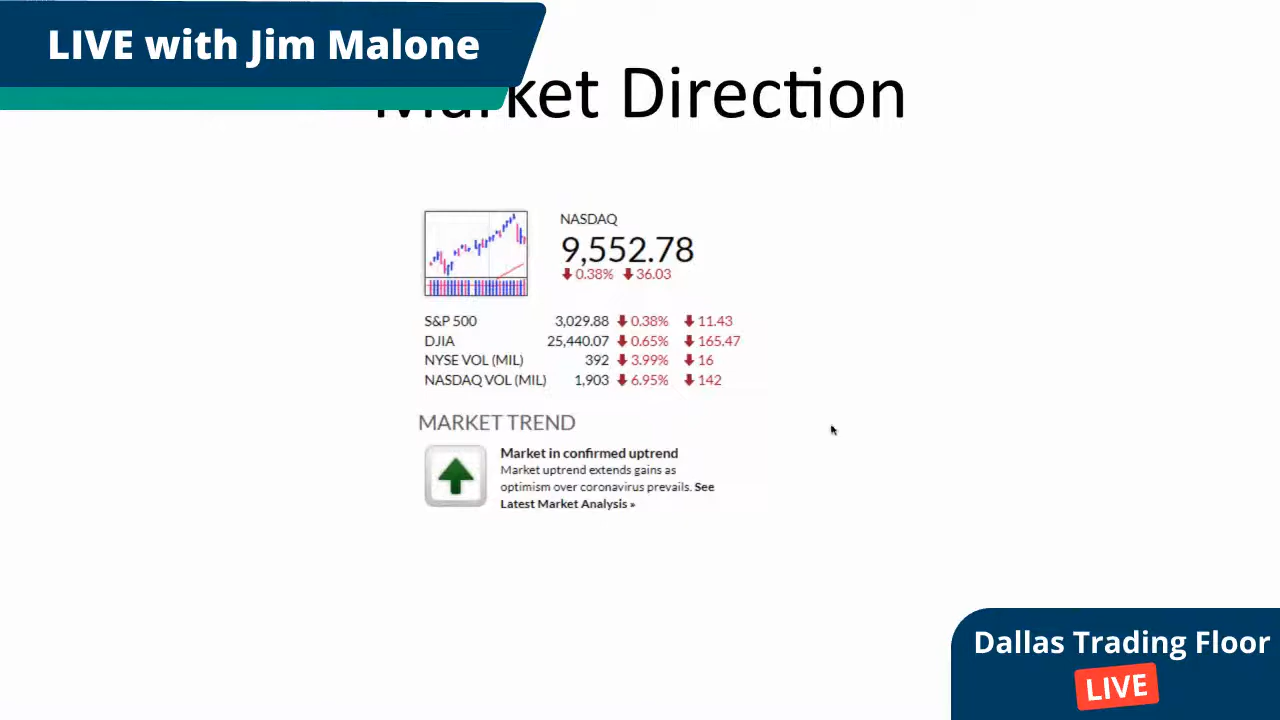 LIVE with Jim Malone
Market Direction
NASDAQ
9,552.78
0.38% 36.03
S&P 500 3,029.88 0.38% 11.43
DJIA 25,440.07 0.65% 165.47
NYSE VOL (MIL) 392 3.99% 16
NASDAQ VOL (MIL) 1,903 6.95% 142
MARKET TREND
Market in confirmed uptrend
Market uptrend extends gains as
optimism over coronavirus prevails. See
Latest Market Analysis »
Dallas Trading Floor
LIVE